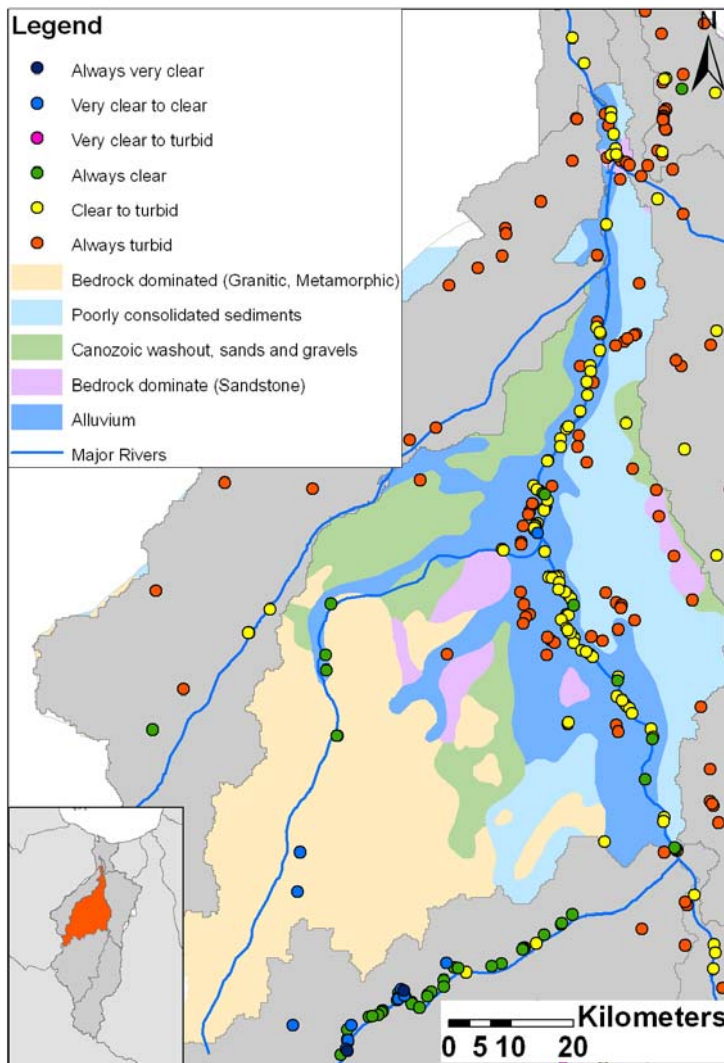 Legend
N
Always very clear
Very clear to clear
Very clear to turbid
Always clear
Clear to turbid
Always turbid
Bedrock dominated (Granitic, Metamorphic)
Poorly consolidated sediments
Canozoic washout, sands and gravels
Bedrock dominate (Sandstone)
Alluvium
Major Rivers
Kilometers
0 5 10 20